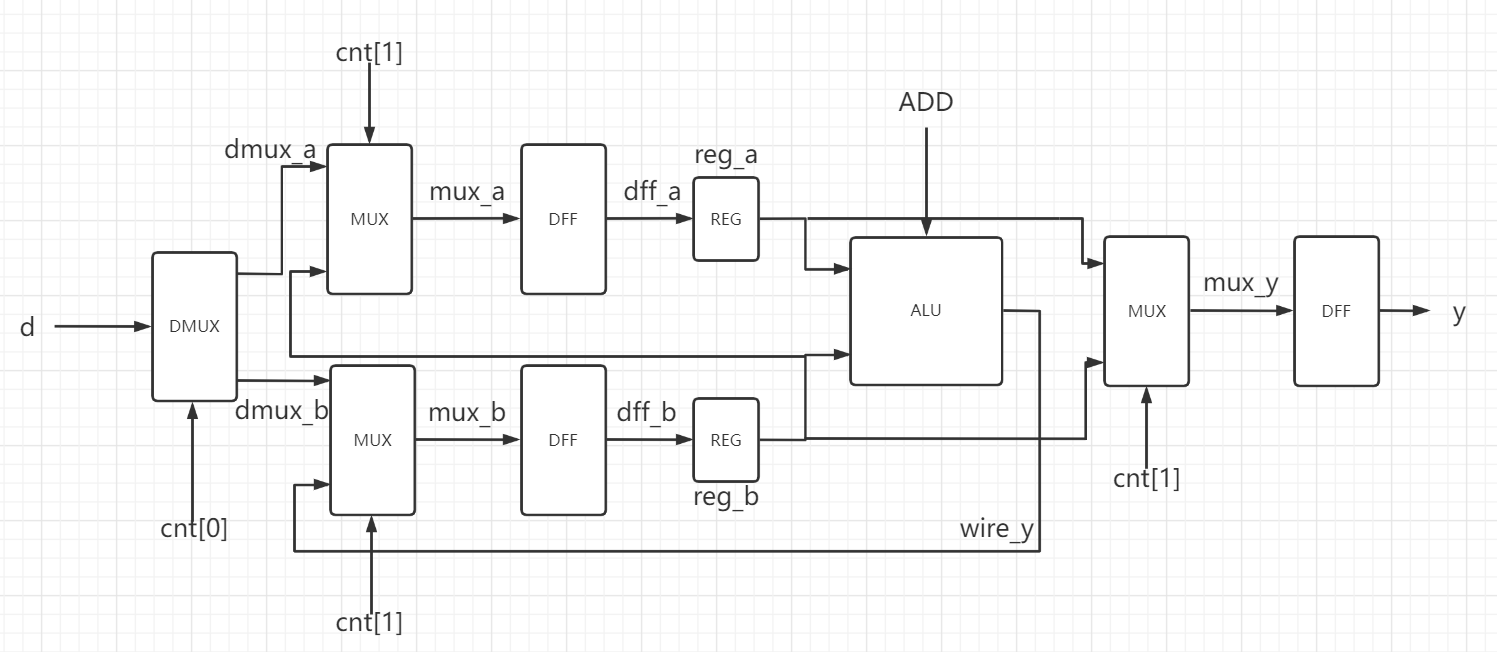 cnt[1]
ADD
dmux_a
reg_a
mux_a
dff_a
MUX
DFF
REG
mux_y
d
DMUX
ALU
MUX
DFF
y
dmux_b
mux_b
dff_b
MUX
DFF
REG
cnt[1]
reg_b
cnt[0]
wire_y
cnt[1]